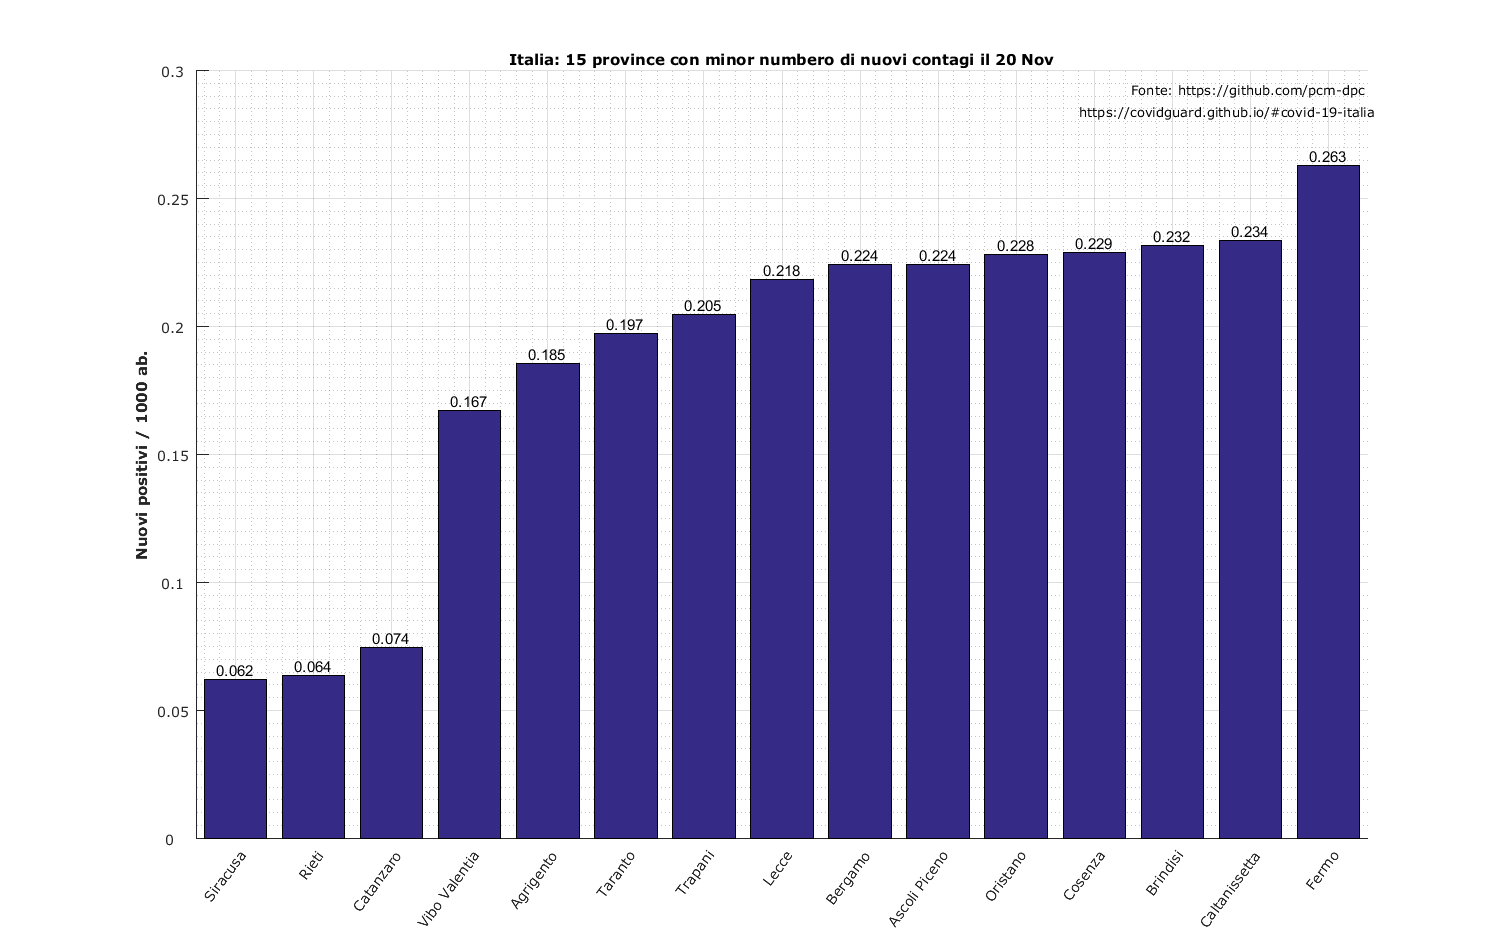 Italia: 15 province con minor numbero di nuovi contagi il 20 Nov
Fonte: https://github.com/pcm-dpc
https://covidguard.github.io/#covid-19-italia
Nuovi positivi / 1000 ab.
0.3
0.25
0.2
0.15
0.1
0.05
0
0.062
0.064
0.074
0.167
0.185
0.197
0.205
0.218
0.224
0.224
0.228
0.229
0.232
0.234
0.263
Siracusa
Rieti
Catanzaro
Vibo Valentia
Agrigento
Taranto
Trapani
Lecce
Bergamo
Ascoli Piceno
Oristano
Cosenza
Brindisi
Caltanissetta
Fermo